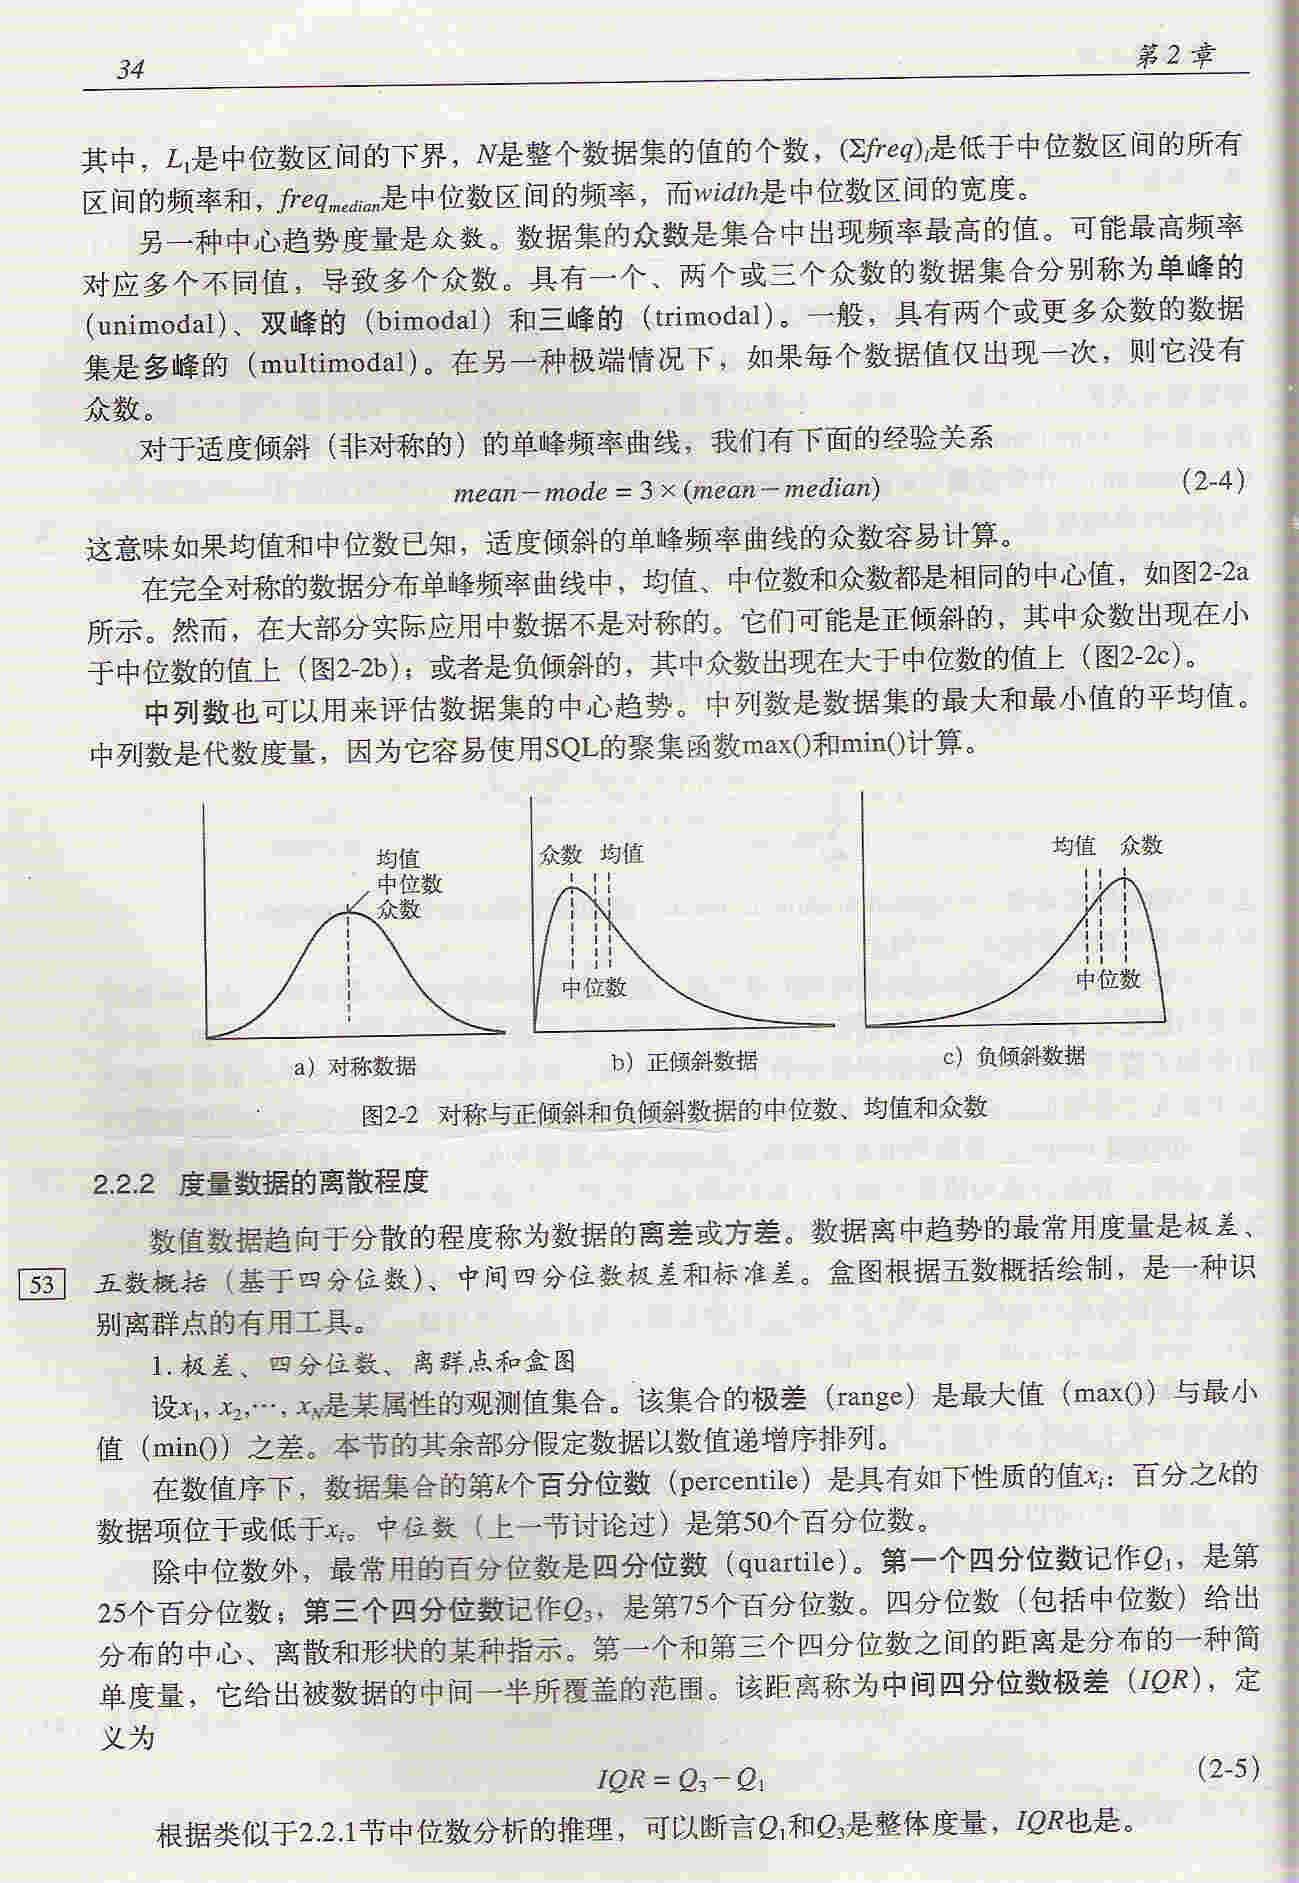 34
第2章
其中，L₁是中位数区间的下界，N是整个数据集的值的个数，(Σfreq)ₗ是低于中位数区间的所有
区间的频率和，freq_median是中位数区间的频率，而width是中位数区间的宽度。
另一种中心趋势度量是众数。数据集的众数是集合中出现频率最高的值。可能最高频率
对应多个不同值，导致多个众数。具有一个、两个或三个众数的数据集合分别称为单峰的
(unimodal)、双峰的（bimodal）和三峰的（trimodal）。一般，具有两个或更多众数的数据
集是多峰的（multimodal）。在另一种极端情况下，如果每个数据值仅出现一次，则它没有
众数。
对于适度倾斜（非对称的）的单峰频率曲线，我们有下面的经验关系
mean－mode = 3×(mean－median) (2-4)
这意味如果均值和中位数已知，适度倾斜的单峰频率曲线的众数容易计算。
在完全对称的数据分布单峰频率曲线中，均值、中位数和众数都是相同的中心值，如图2-2a
所示。然而，在大部分实际应用中数据不是对称的。它们可能是正倾斜的，其中众数出现在小
于中位数的值上（图2-2b）；或者是负倾斜的，其中众数出现在大于中位数的值上（图2-2c）。
中列数也可以用来评估数据集的中心趋势。中列数是数据集的最大和最小值的平均值。
中列数是代数度量，因为它容易使用SQL的聚集函数max()和min()计算。
均值
中位数
众数
众数 均值
中位数
均值 众数
中位数
a）对称数据
b）正倾斜数据
c）负倾斜数据
图2-2 对称与正倾斜和负倾斜数据的中位数、均值和众数
2.2.2 度量数据的离散程度
数值数据趋向于分散的程度称为数据的离差或方差。数据离中趋势的最常用度量是极差、
53
五数概括（基于四分位数）、中间四分位数极差和标准差。盒图根据五数概括绘制，是一种识
别离群点的有用工具。
1. 极差、四分位数、离群点和盒图
设x₁, x₂,…, x_N是某属性的观测值集合。该集合的极差（range）是最大值（max()）与最小
值（min()）之差。本节的其余部分假定数据以数值递增序排列。
在数值序下，数据集合的第k个百分位数（percentile）是具有如下性质的值xᵢ：百分之k的
数据项位于或低于xᵢ。中位数（上一节讨论过）是第50个百分位数。
除中位数外，最常用的百分位数是四分位数（quartile）。第一个四分位数记作Q₁，是第
25个百分位数；第三个四分位数记作Q₃，是第75个百分位数。四分位数（包括中位数）给出
分布的中心、离散和形状的某种指示。第一个和第三个四分位数之间的距离是分布的一种简
单度量，它给出被数据的中间一半所覆盖的范围。该距离称为中间四分位数极差（IQR），定
义为
IQR = Q₃－Q₁ (2-5)
根据类似于2.2.1节中位数分析的推理，可以断言Q₁和Q₃是整体度量，IQR也是。